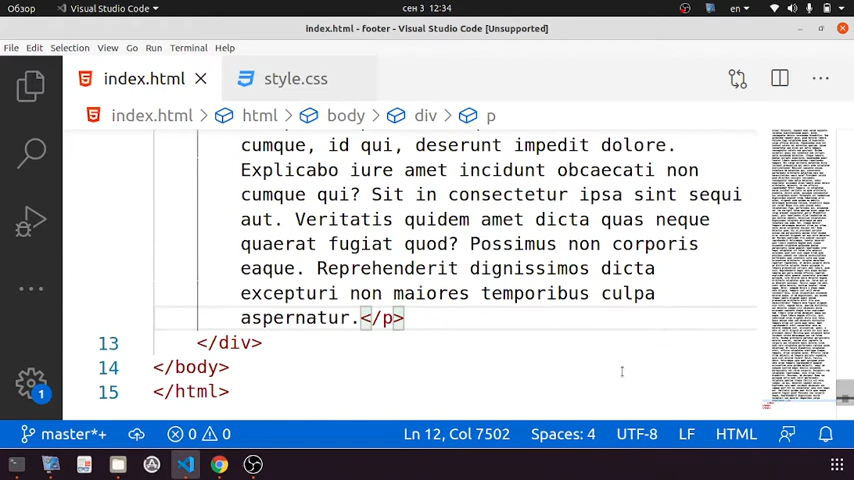 Обзор
Visual Studio Code
сен 3 12:34
en
index.html - footer - Visual Studio Code [Unsupported]
File Edit Selection View Go Run Terminal Help
index.html
style.css
index.html > html > body > div > p
cumque, id qui, deserunt impedit dolore.
Explicabo iure amet incidunt obcaecati non
cumque qui? Sit in consectetur ipsa sint sequi
aut. Veritatis quidem amet dicta quas neque
quaerat fugiat quod? Possimus non corporis
eaque. Reprehenderit dignissimos dicta
excepturi non maiores temporibus culpa
aspernatur.</p>
13 </div>
14 </body>
15 </html>
1
master*+ 0 0 Ln 12, Col 7502 Spaces: 4 UTF-8 LF HTML